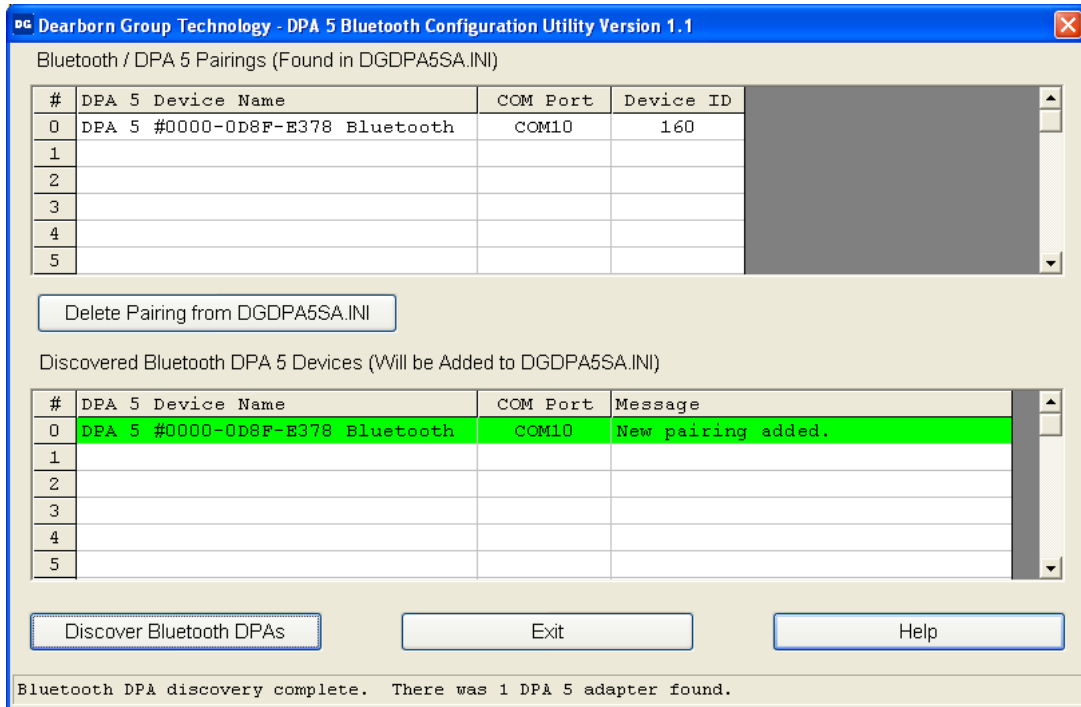 DG Dearborn Group Technology - DPA 5 Bluetooth Configuration Utility Version 1.1
Bluetooth / DPA 5 Pairings (Found in DGDPA5SA.INI)
# DPA 5 Device Name COM Port Device ID
0 DPA 5 #0000-0D8F-E378 Bluetooth COM10 160
1
2
3
4
5
Delete Pairing from DGDPA5SA.INI
Discovered Bluetooth DPA 5 Devices (Will be Added to DGDPA5SA.INI)
# DPA 5 Device Name COM Port Message
0 DPA 5 #0000-0D8F-E378 Bluetooth COM10 New pairing added.
1
2
3
4
5
Discover Bluetooth DPAs Exit Help
Bluetooth DPA discovery complete. There was 1 DPA 5 adapter found.